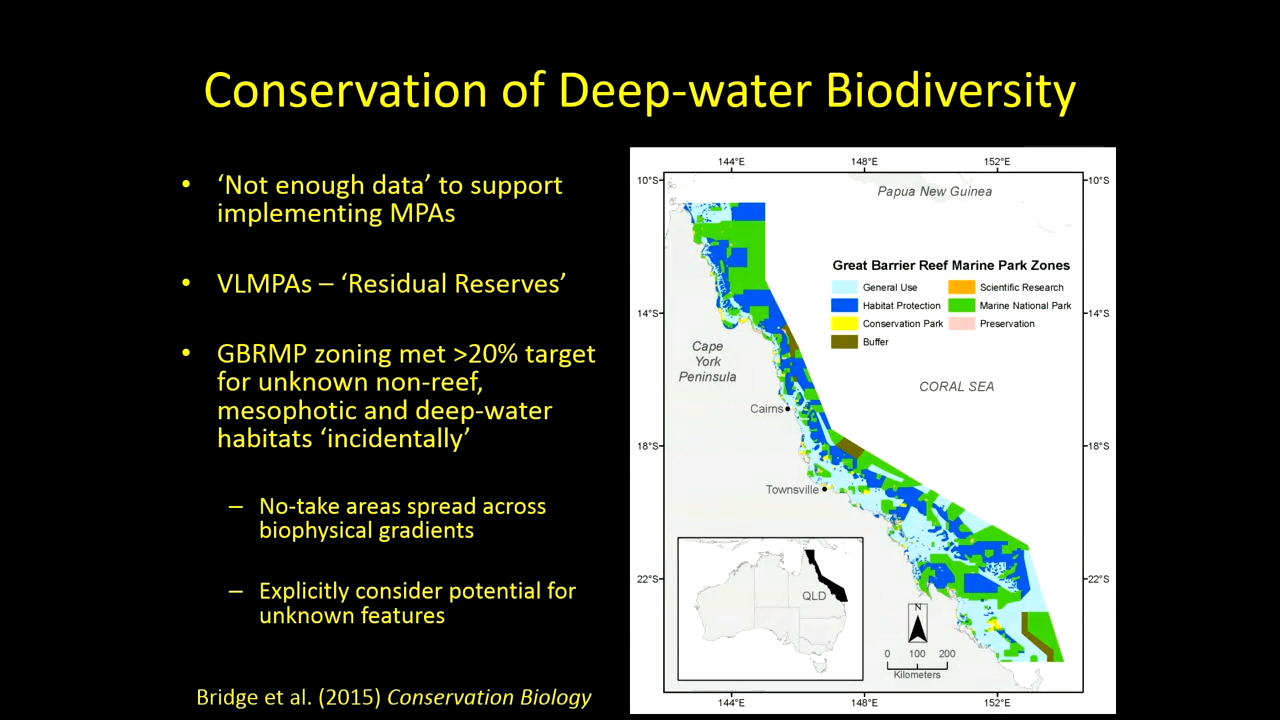 Conservation of Deep-water Biodiversity
• ‘Not enough data’ to support
implementing MPAs
• VLMPAs – ‘Residual Reserves’
• GBRMP zoning met >20% target
for unknown non-reef,
mesophotic and deep-water
habitats ‘incidentally’
– No-take areas spread across
biophysical gradients
– Explicitly consider potential for
unknown features
Bridge et al. (2015) Conservation Biology
144°E 148°E 152°E
10°S 10°S
Papua New Guinea
Great Barrier Reef Marine Park Zones
General Use Scientific Research
Habitat Protection Marine National Park
Conservation Park Preservation
Buffer
14°S 14°S
Cape
York
Peninsula
CORAL SEA
Cairns
18°S 18°S
Townsville
22°S 22°S
QLD
N
0 100 200
Kilometers
144°E 148°E 152°E